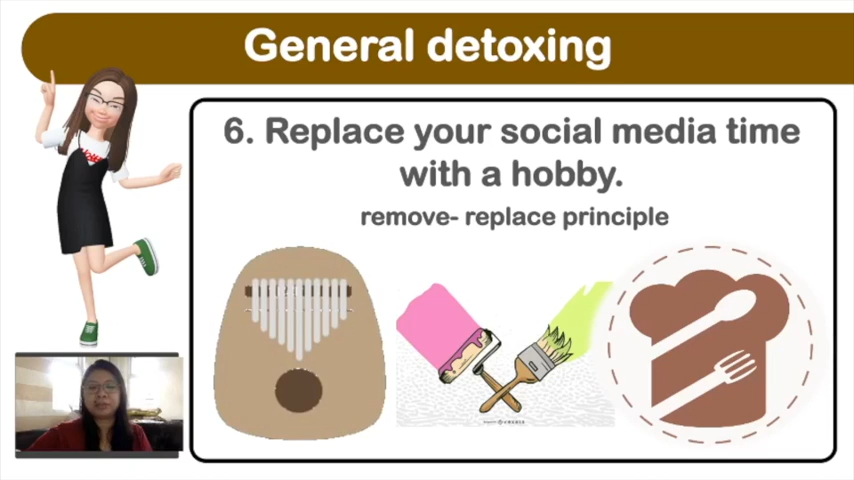 General detoxing
6. Replace your social media time
with a hobby.
remove- replace principle